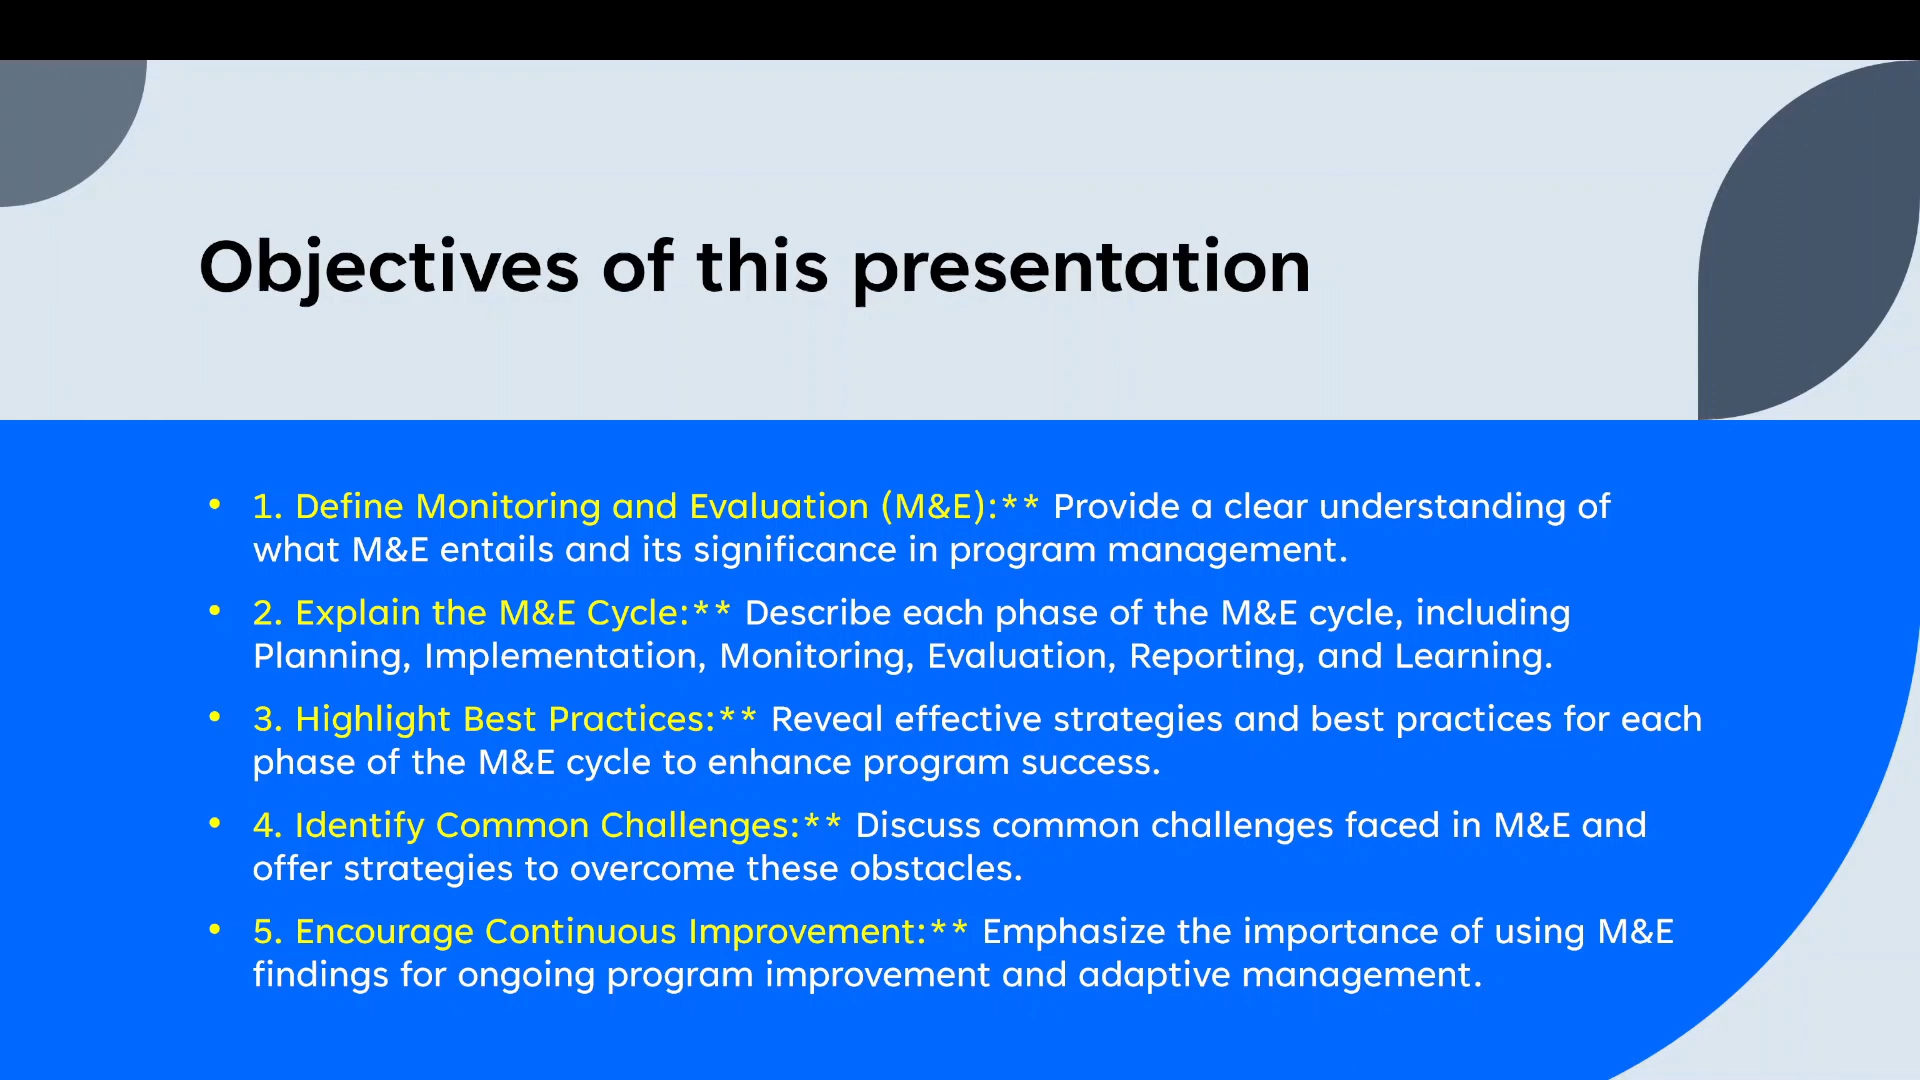 Objectives of this presentation
• 1. Define Monitoring and Evaluation (M&E):** Provide a clear understanding of
what M&E entails and its significance in program management.
• 2. Explain the M&E Cycle:** Describe each phase of the M&E cycle, including
Planning, Implementation, Monitoring, Evaluation, Reporting, and Learning.
• 3. Highlight Best Practices:** Reveal effective strategies and best practices for each
phase of the M&E cycle to enhance program success.
• 4. Identify Common Challenges:** Discuss common challenges faced in M&E and
offer strategies to overcome these obstacles.
• 5. Encourage Continuous Improvement:** Emphasize the importance of using M&E
findings for ongoing program improvement and adaptive management.